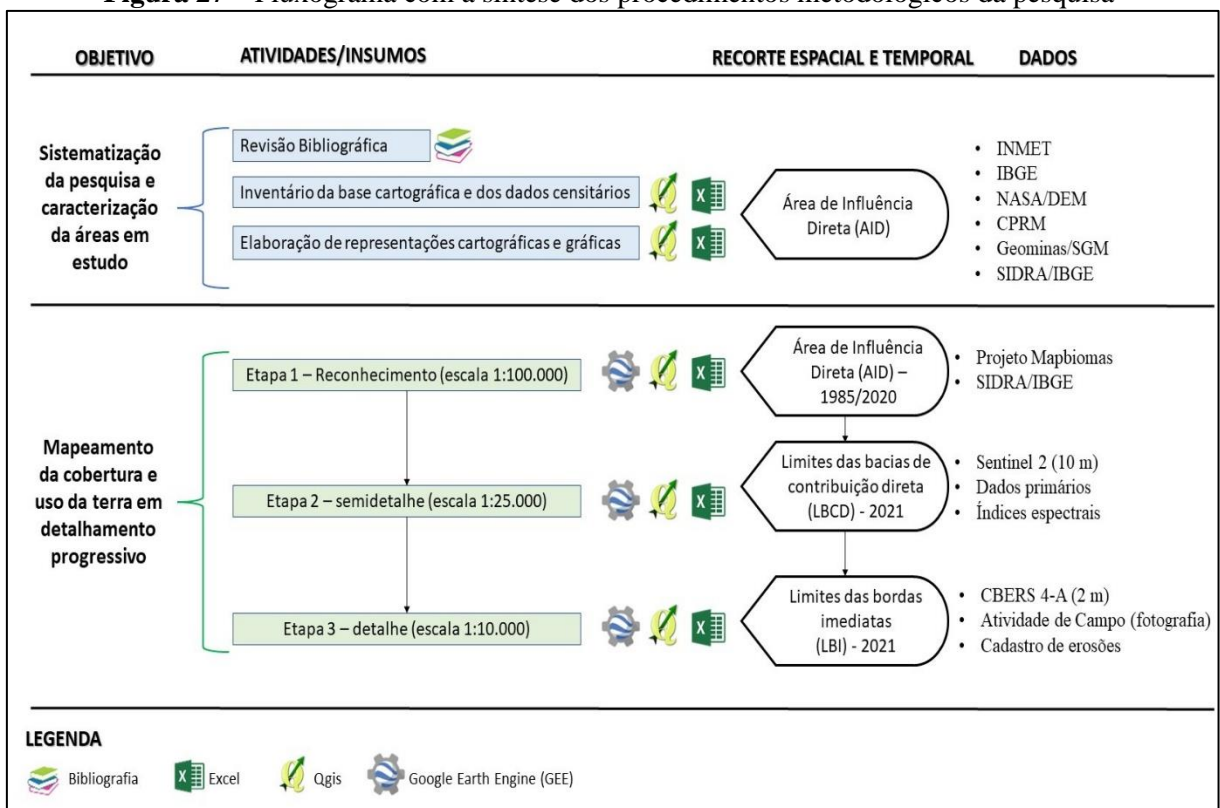 Figura 27 – Fluxograma com a síntese dos procedimentos metodológicos da pesquisa
OBJETIVO
ATIVIDADES/INSUMOS
RECORTE ESPACIAL E TEMPORAL
DADOS
Sistematização
da pesquisa e
caracterização
da áreas em
estudo
Revisão Bibliográfica
Inventário da base cartográfica e dos dados censitários
Elaboração de representações cartográficas e gráficas
Área de Influência
Direta (AID)
• INMET
• IBGE
• NASA/DEM
• CPRM
• Geominas/SGM
• SIDRA/IBGE
Mapeamento
da cobertura e
uso da terra em
detalhamento
progressivo
Etapa 1 – Reconhecimento (escala 1:100.000)
Área de Influência
Direta (AID) –
1985/2020
• Projeto Mapbiomas
• SIDRA/IBGE
Etapa 2 – semidetalhe (escala 1:25.000)
Limites das bacias de
contribuição direta
(LBCD) - 2021
• Sentinel 2 (10 m)
• Dados primários
• Índices espectrais
Etapa 3 – detalhe (escala 1:10.000)
Limites das bordas
imediatas
(LBI) - 2021
• CBERS 4-A (2 m)
• Atividade de Campo (fotografia)
• Cadastro de erosões
LEGENDA
Bibliografia
Excel
Qgis
Google Earth Engine (GEE)